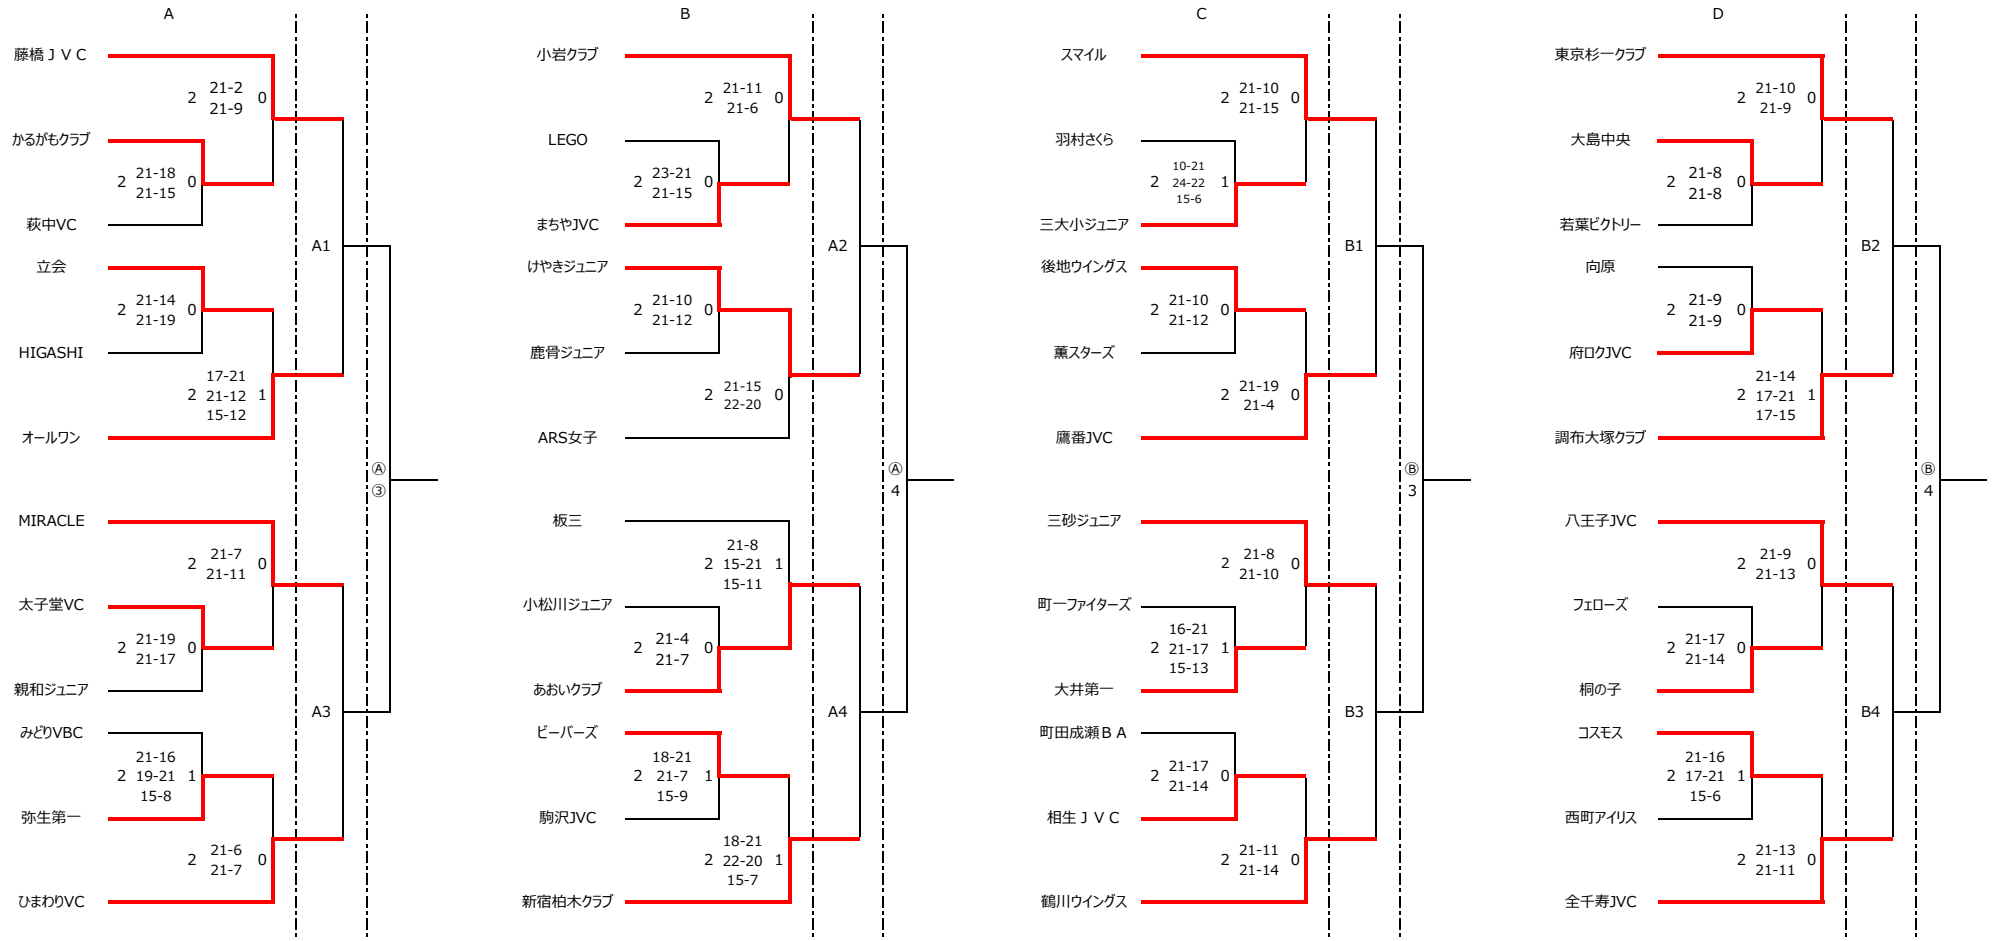 A
藤橋ＪＶＣ
2 21-2 0
21-9
かるがもクラブ
2 21-18 0
21-15
萩中VC
A1
立会
2 21-14 0
21-19
HIGASHI
17-21
2 21-12 1
15-12
オールワン
Ⓐ
③
MIRACLE
2 21-7 0
21-11
太子堂VC
2 21-19 0
21-17
親和ジュニア
A3
みどりVBC
21-16
2 19-21 1
15-8
弥生第一
2 21-6 0
21-7
ひまわりVC
B
小岩クラブ
2 21-11 0
21-6
LEGO
2 23-21 0
21-15
まちやJVC
A2
けやきジュニア
2 21-10 0
21-12
鹿骨ジュニア
2 21-15 0
22-20
ARS女子
Ⓐ
4
板三
21-8
2 15-21 1
15-11
小松川ジュニア
2 21-4 0
21-7
あおいクラブ
A4
ビーバーズ
18-21
2 21-7 1
15-9
駒沢JVC
18-21
2 22-20 1
15-7
新宿柏木クラブ
C
スマイル
2 21-10 0
21-15
羽村さくら
10-21
2 24-22 1
15-6
三大小ジュニア
B1
後地ウイングス
2 21-10 0
21-12
薫スターズ
2 21-19 0
21-4
鷹番JVC
Ⓑ
3
三砂ジュニア
2 21-8 0
21-10
町一ファイターズ
16-21
2 21-17 1
15-13
大井第一
B3
町田成瀬ＢＡ
2 21-17 0
21-14
相生ＪＶＣ
2 21-11 0
21-14
鶴川ウイングス
D
東京杉一クラブ
2 21-10 0
21-9
大島中央
2 21-8 0
21-8
若葉ビクトリー
B2
向原
2 21-9 0
21-9
府ロクJVC
21-14
2 17-21 1
17-15
調布大塚クラブ
Ⓑ
4
八王子JVC
2 21-9 0
21-13
フェローズ
2 21-17 0
21-14
桐の子
B4
コスモス
21-16
2 17-21 1
15-6
西町アイリス
2 21-13 0
21-11
全千寿JVC